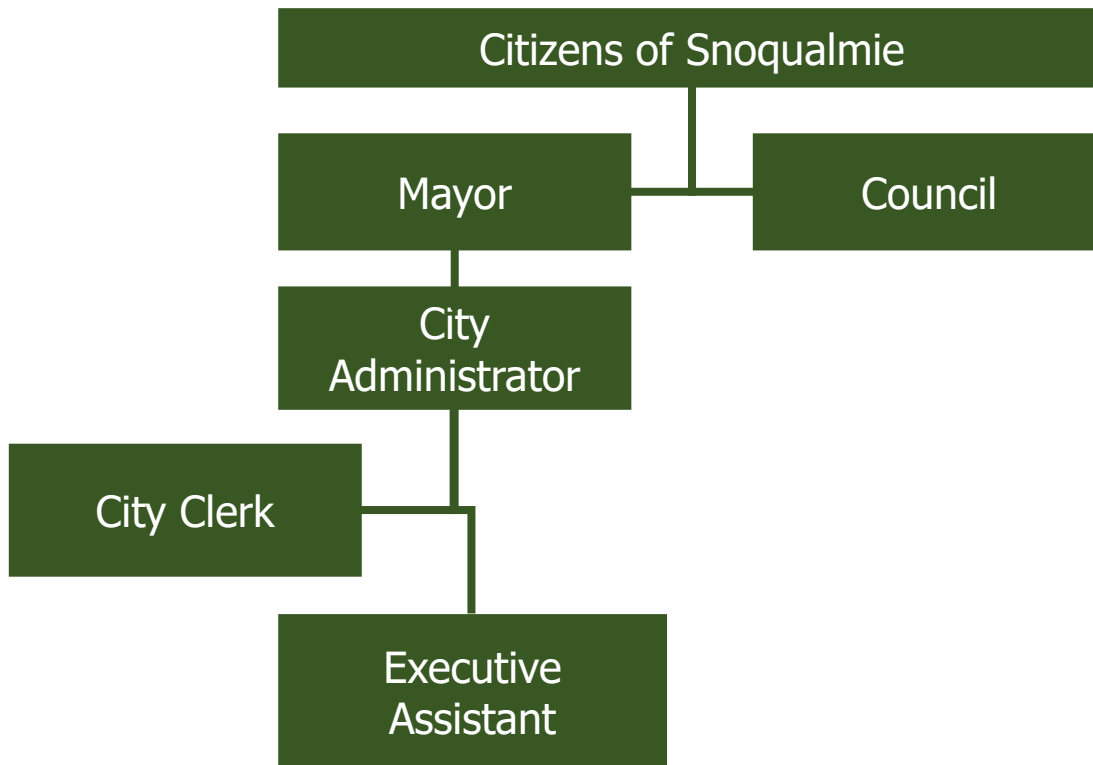 Citizens of Snoqualmie
Mayor
Council
City
Administrator
City Clerk
Executive
Assistant